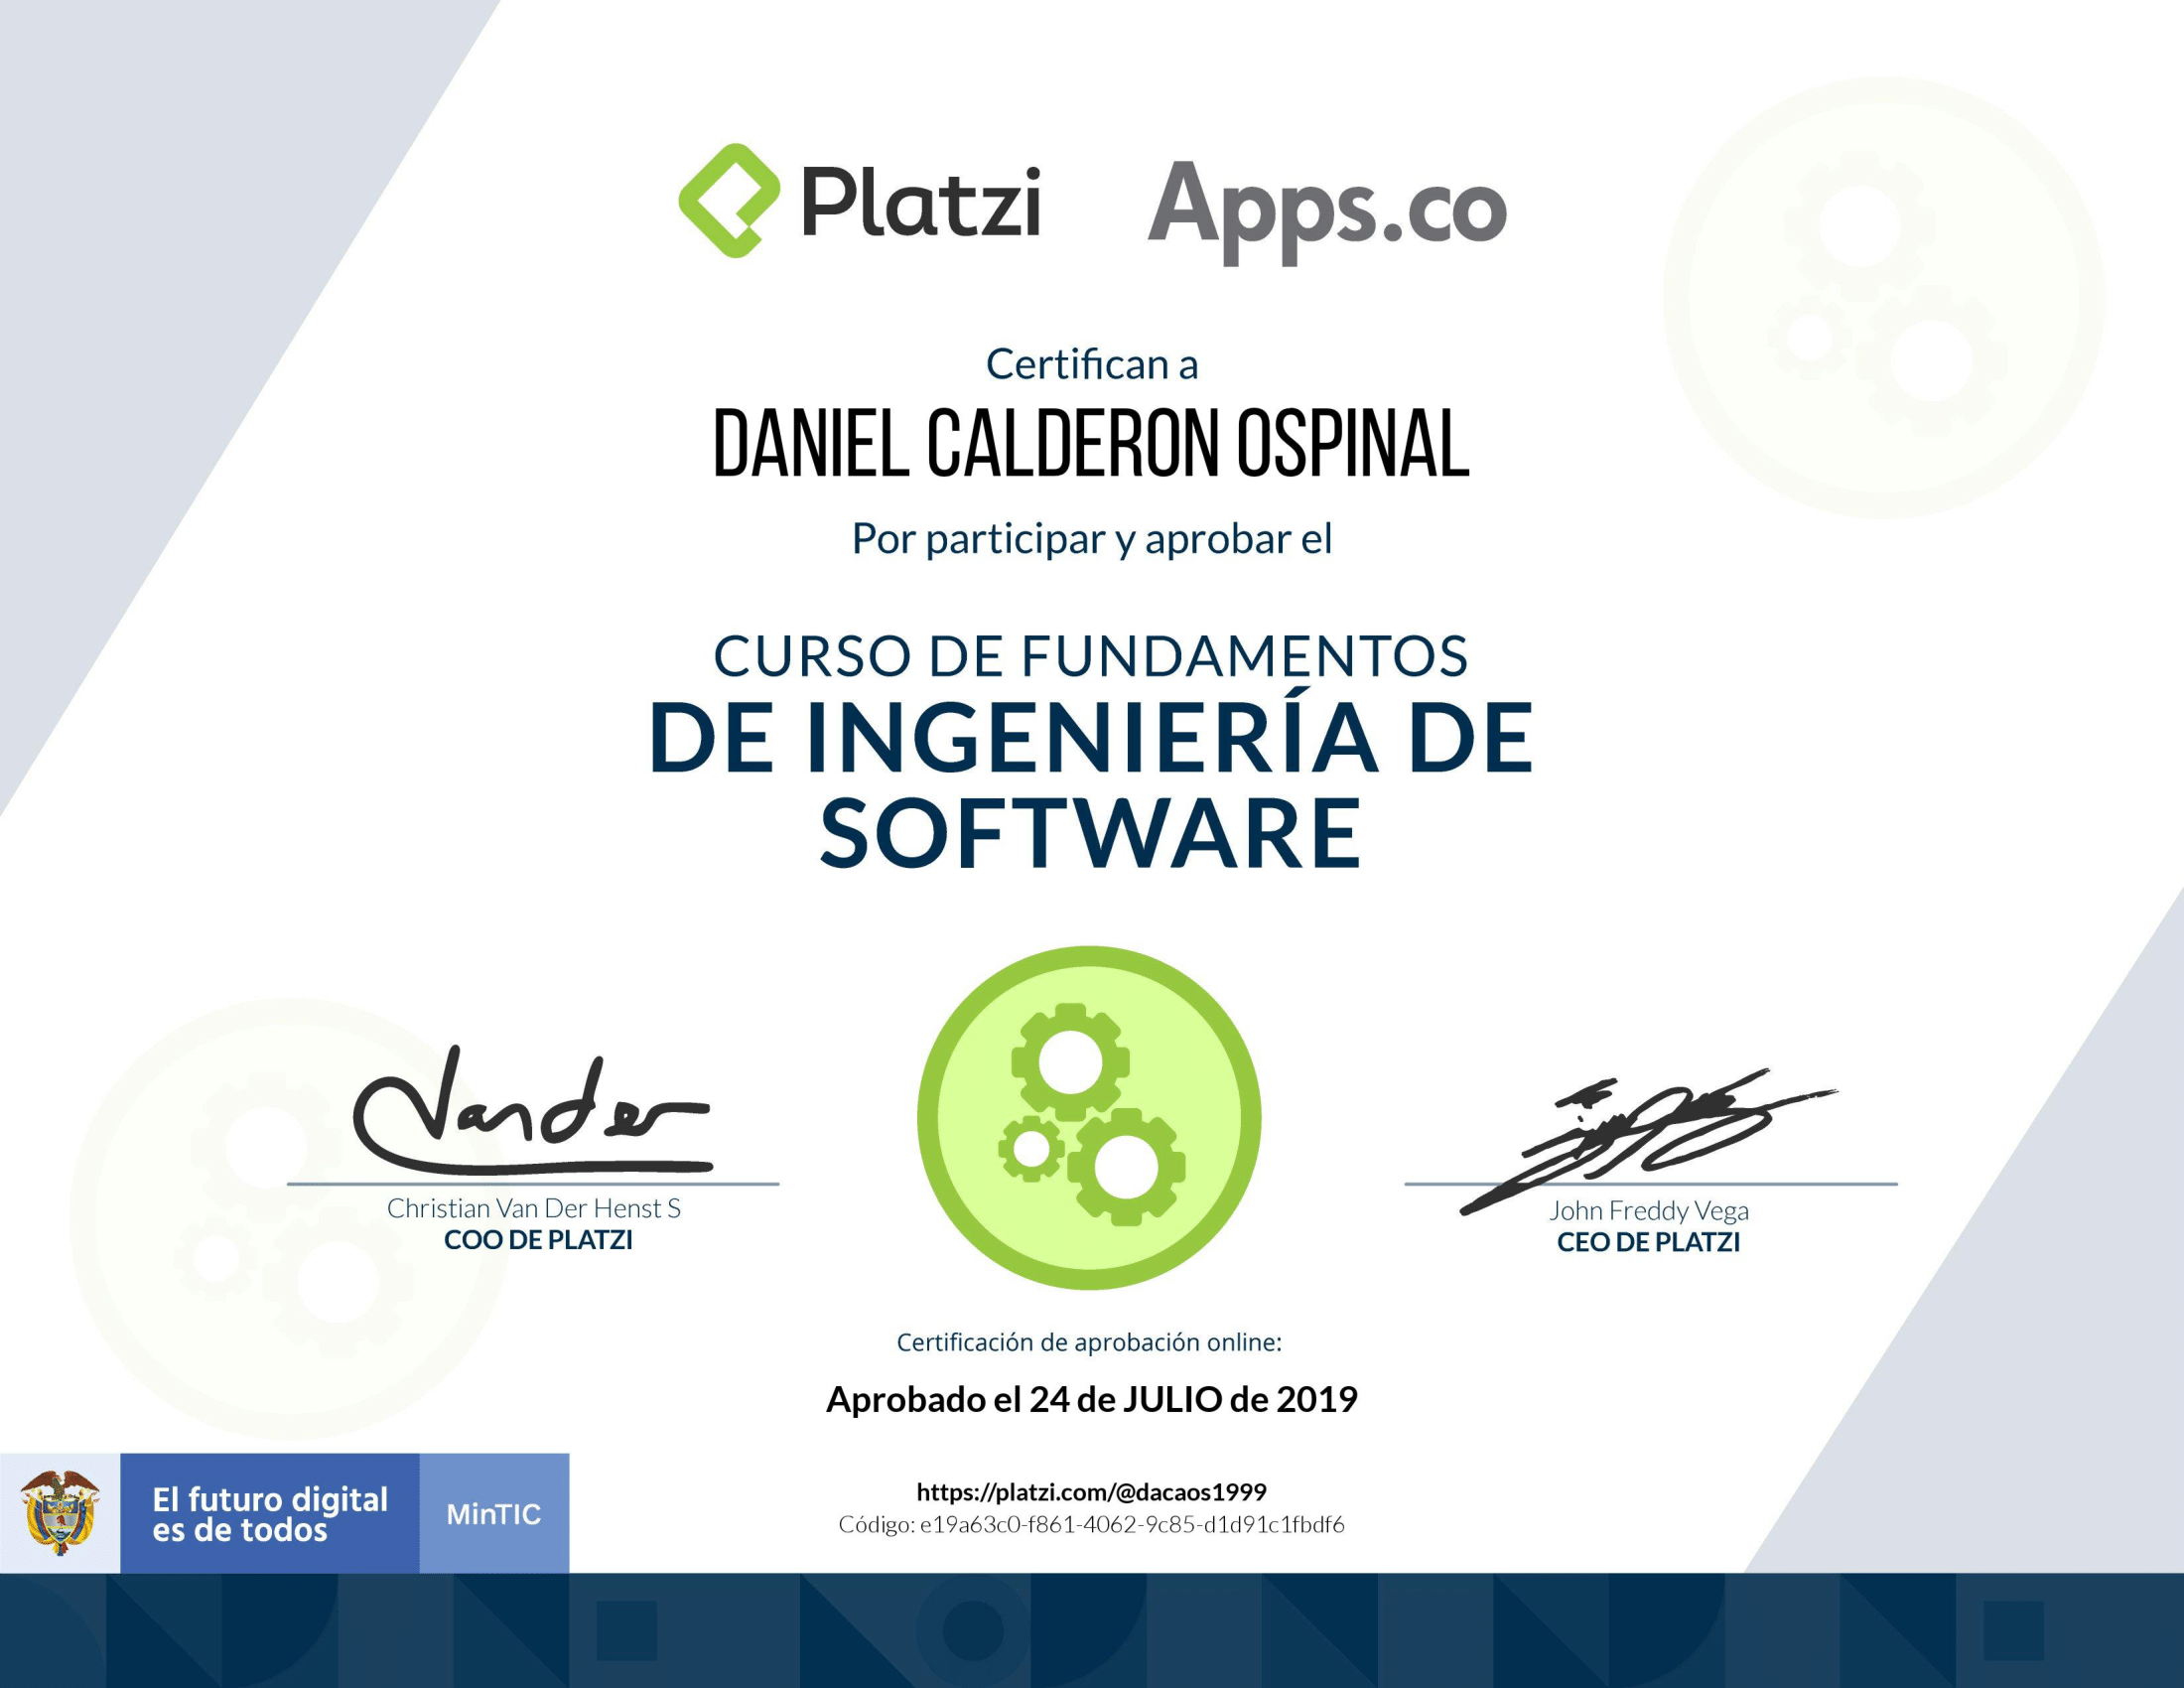 Platzi Apps.co
Certifican a
DANIEL CALDERON OSPINAL
Por participar y aprobar el
CURSO DE FUNDAMENTOS
DE INGENIERÍA DE
SOFTWARE
Vander
Christian Van Der Henst S
COO DE PLATZI
John Freddy Vega
CEO DE PLATZI
Certificación de aprobación online:
Aprobado el 24 de JULIO de 2019
El futuro digital
es de todos
MinTIC
https://platzi.com/@dacaos1999
Código: e19a63c0-f861-4062-9c85-d1d91c1fbdf6